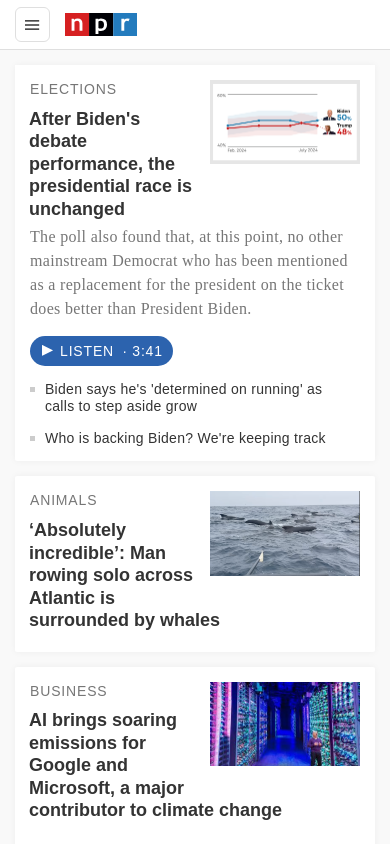 npr
ELECTIONS
After Biden's
debate
performance, the
presidential race is
unchanged
60%
40%
Feb. 2024
July 2024
Biden
50%
Trump
48%
The poll also found that, at this point, no other
mainstream Democrat who has been mentioned
as a replacement for the president on the ticket
does better than President Biden.
LISTEN · 3:41
Biden says he's 'determined on running' as
calls to step aside grow
Who is backing Biden? We're keeping track
ANIMALS
‘Absolutely
incredible’: Man
rowing solo across
Atlantic is
surrounded by whales
BUSINESS
AI brings soaring
emissions for
Google and
Microsoft, a major
contributor to climate change